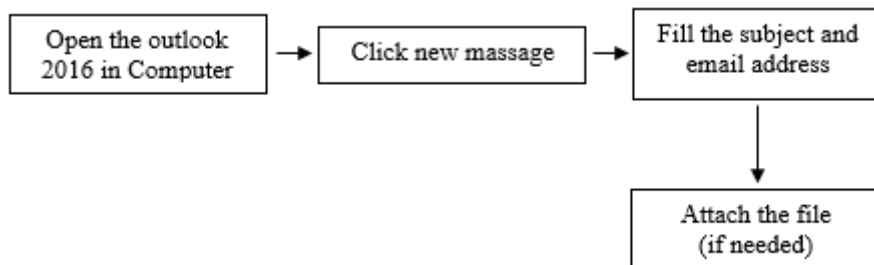 Open the outlook
2016 in Computer
Click new massage
Fill the subject and
email address
Attach the file
(if needed)